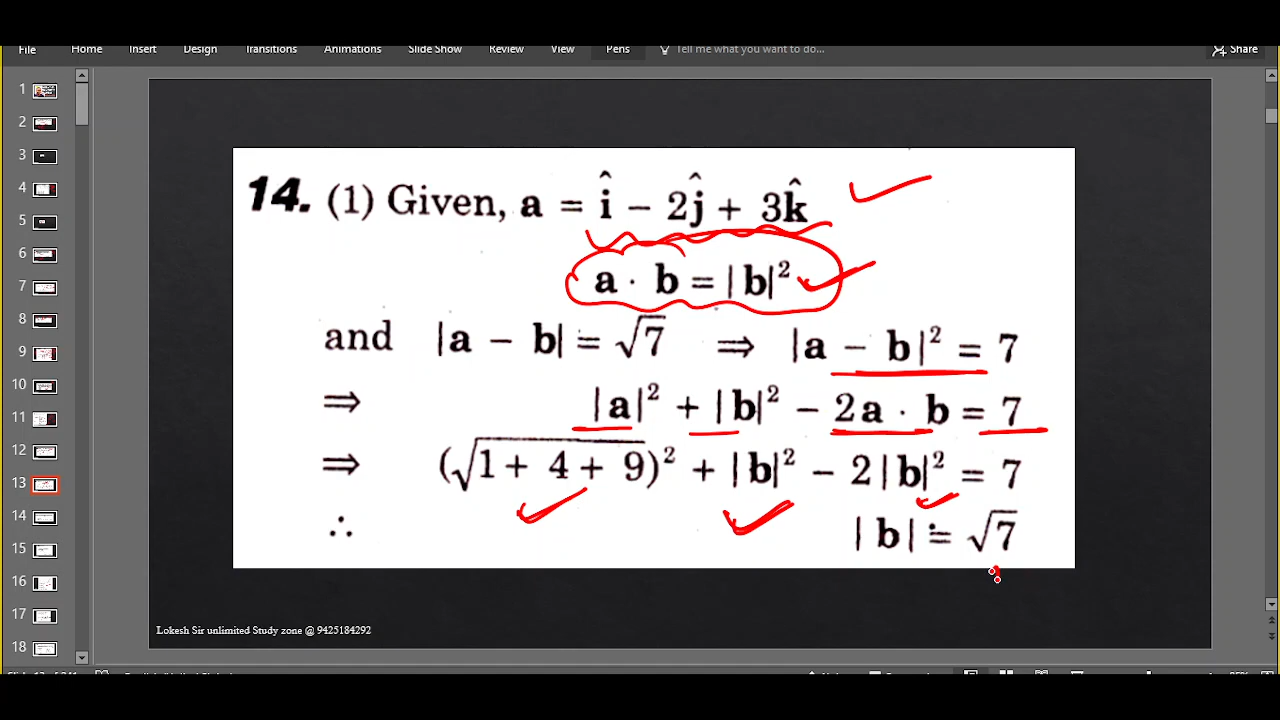 File Home Insert Design Transitions Animations Slide Show Review View Pens Tell me what you want to do... Share
1
2
3
4
5
6
7
8
9
10
11
12
13
14
15
16
17
18
14. (1) Given, a = î − 2ĵ + 3k̂
a · b = |b|²
and |a − b| = √7 ⇒ |a − b|² = 7
⇒ |a|² + |b|² − 2a · b = 7
⇒ (√1 + 4 + 9)² + |b|² − 2|b|² = 7
∴ |b| = √7
Lokesh Sir unlimited Study zone @ 9425184292